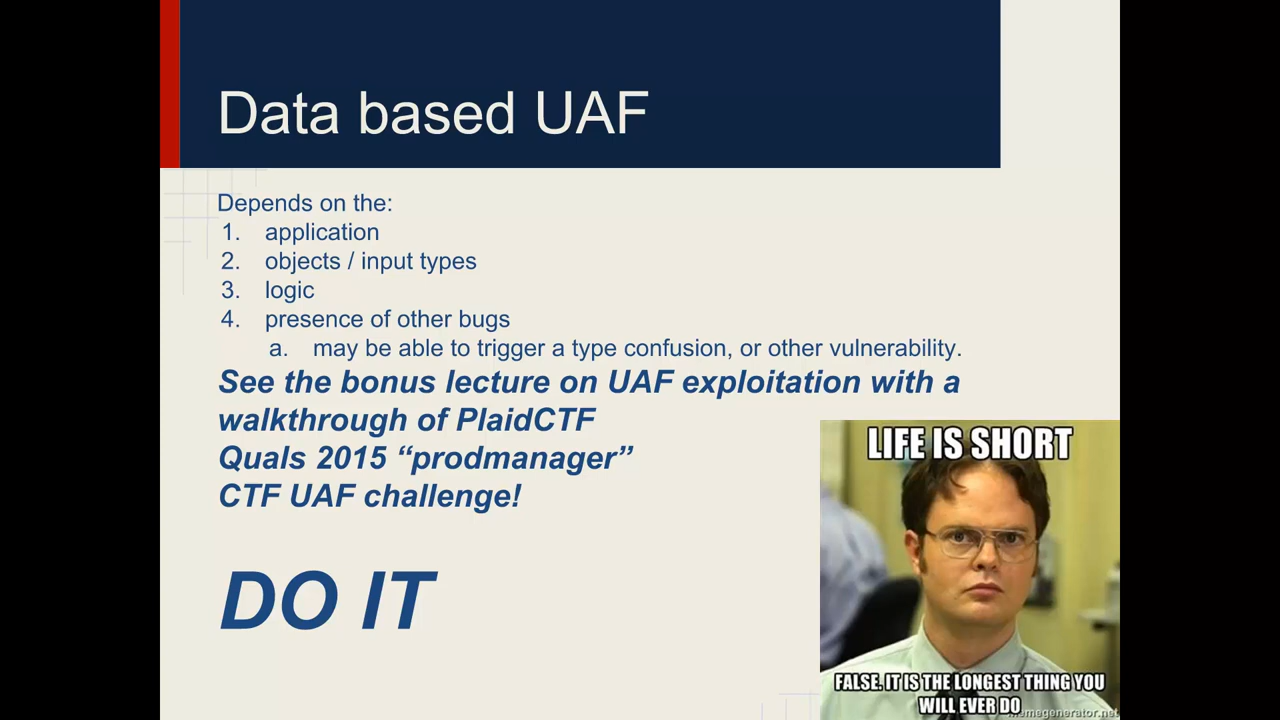 Data based UAF
Depends on the:
1. application
2. objects / input types
3. logic
4. presence of other bugs
a. may be able to trigger a type confusion, or other vulnerability.
See the bonus lecture on UAF exploitation with a
walkthrough of PlaidCTF
Quals 2015 “prodmanager”
CTF UAF challenge!
DO IT
LIFE IS SHORT
FALSE. IT IS THE LONGEST THING YOU
WILL EVER DO
memegenerator.net